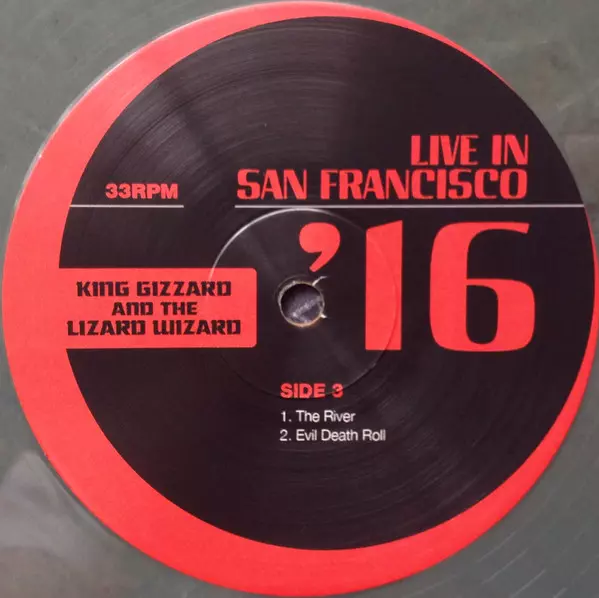 LIVE IN
SAN FRANCISCO
33RPM
’16
KING GIZZARD
AND THE
LIZARD WIZARD
SIDE 3
1. The River
2. Evil Death Roll